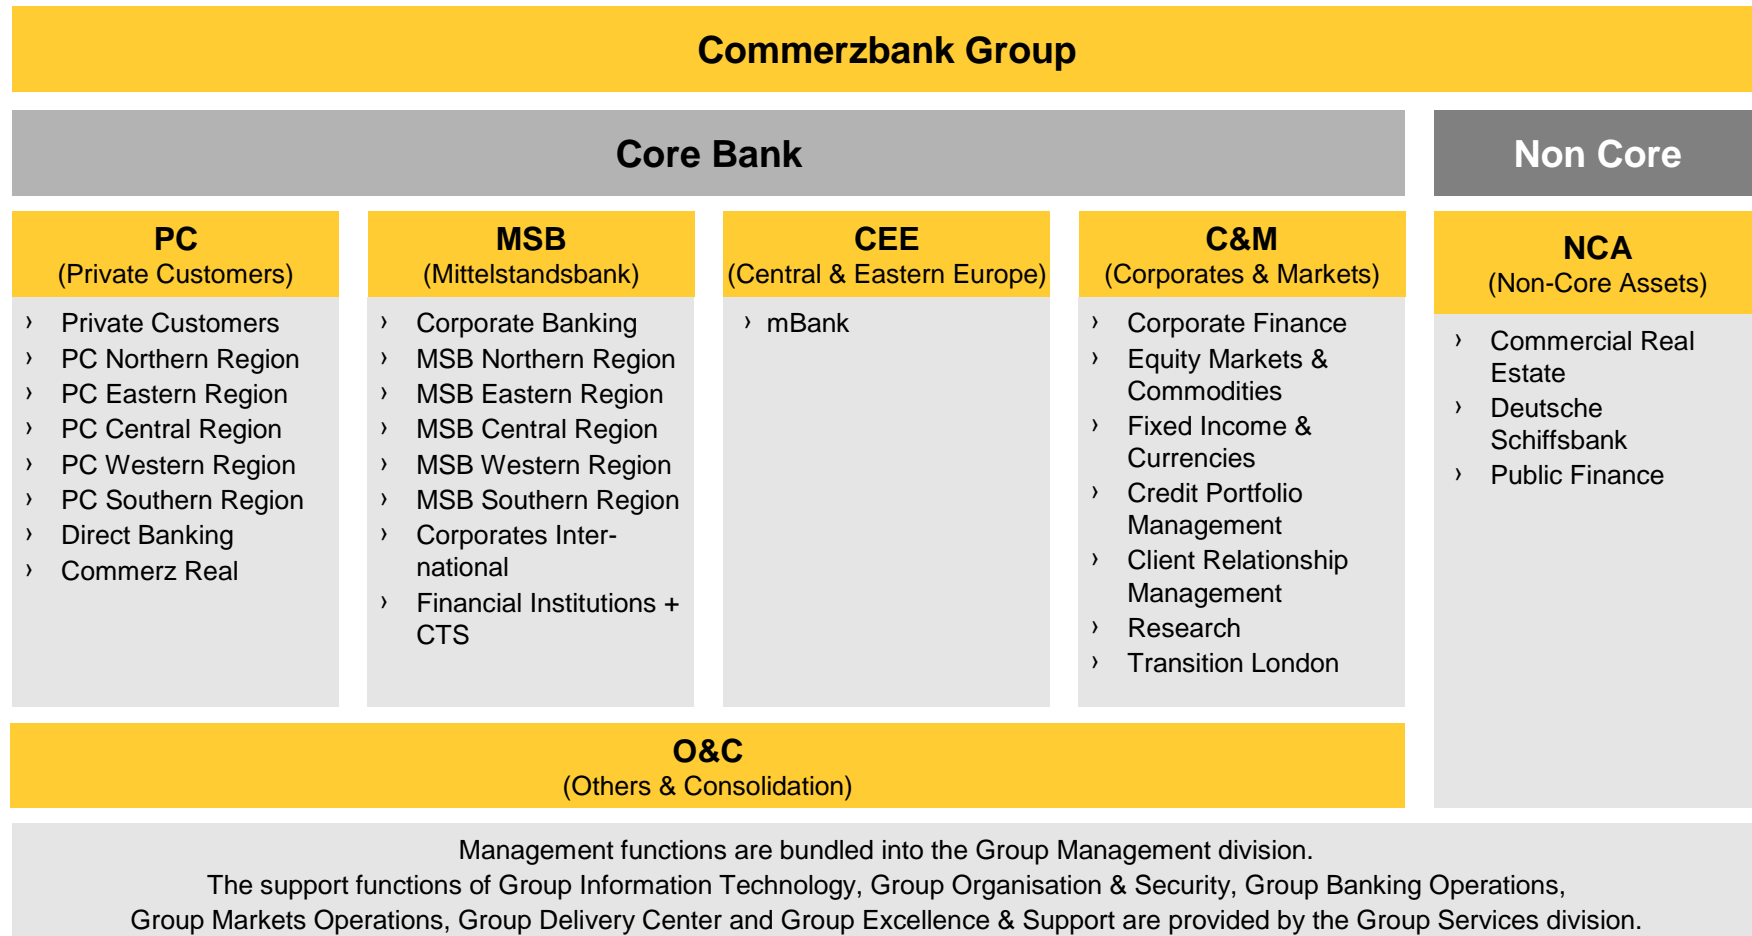 Commerzbank Group
Core Bank
Non Core
PC
(Private Customers)
› Private Customers
› PC Northern Region
› PC Eastern Region
› PC Central Region
› PC Western Region
› PC Southern Region
› Direct Banking
› Commerz Real
MSB
(Mittelstandsbank)
› Corporate Banking
› MSB Northern Region
› MSB Eastern Region
› MSB Central Region
› MSB Western Region
› MSB Southern Region
› Corporates Inter-
national
› Financial Institutions +
CTS
CEE
(Central & Eastern Europe)
› mBank
C&M
(Corporates & Markets)
› Corporate Finance
› Equity Markets &
Commodities
› Fixed Income &
Currencies
› Credit Portfolio
Management
› Client Relationship
Management
› Research
› Transition London
NCA
(Non-Core Assets)
› Commercial Real
Estate
› Deutsche
Schiffsbank
› Public Finance
O&C
(Others & Consolidation)
Management functions are bundled into the Group Management division.
The support functions of Group Information Technology, Group Organisation & Security, Group Banking Operations,
Group Markets Operations, Group Delivery Center and Group Excellence & Support are provided by the Group Services division.